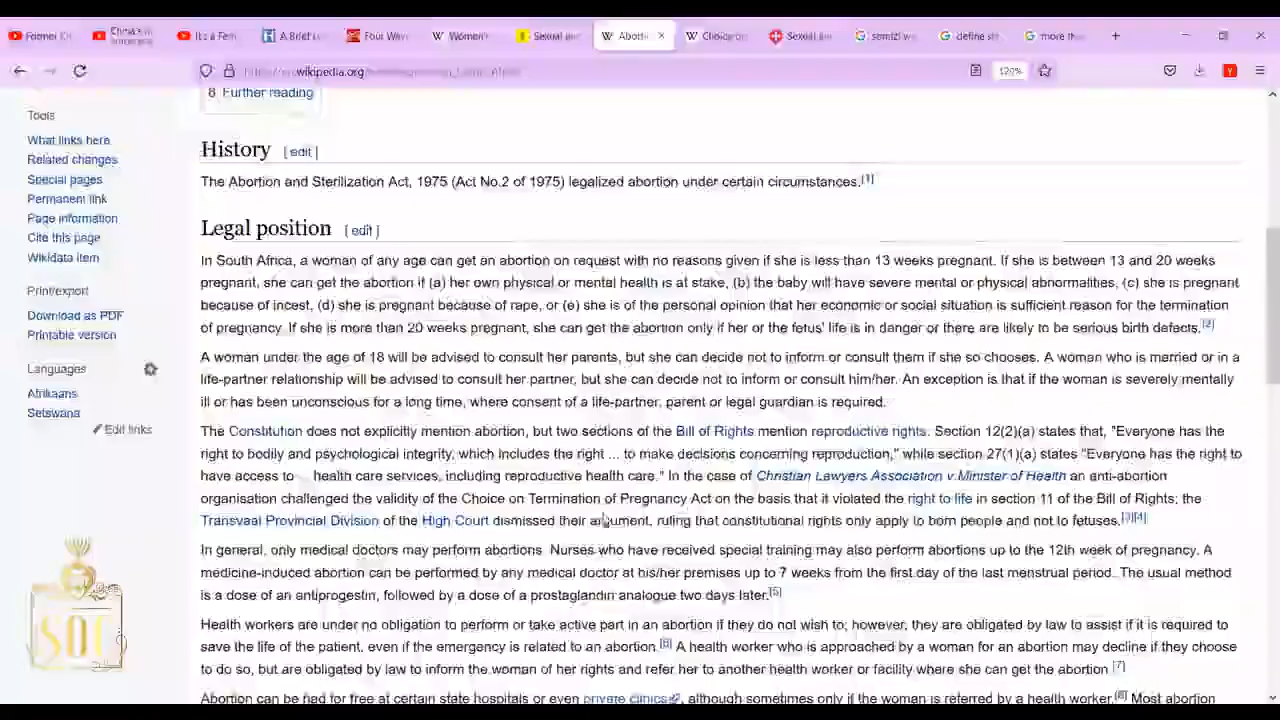 Former
China's
It's a Fem
A Brief
Four Wav
Women's
Sexual
Aborti
Choice on
Sexual
define
more
120%
wikipedia.org
8 Further reading
Tools
What links here
Related changes
Special pages
Permanent link
Page information
Cite this page
Wikidata item
Print/export
Download as PDF
Printable version
Languages
Afrikaans
Setswana
Edit links
SOC
History [ edit ]
The Abortion and Sterilization Act, 1975 (Act No.2 of 1975) legalized abortion under certain circumstances.[1]
Legal position [ edit ]
In South Africa, a woman of any age can get an abortion on request with no reasons given if she is less than 13 weeks pregnant. If she is between 13 and 20 weeks
pregnant, she can get the abortion if (a) her own physical or mental health is at stake, (b) the baby will have severe mental or physical abnormalities, (c) she is pregnant
because of incest, (d) she is pregnant because of rape, or (e) she is of the personal opinion that her economic or social situation is sufficient reason for the termination
of pregnancy. If she is more than 20 weeks pregnant, she can get the abortion only if her or the fetus' life is in danger or there are likely to be serious birth defects.[2]
A woman under the age of 18 will be advised to consult her parents, but she can decide not to inform or consult them if she so chooses. A woman who is married or in a
life-partner relationship will be advised to consult her partner, but she can decide not to inform or consult him/her. An exception is that if the woman is severely mentally
ill or has been unconscious for a long time, where consent of a life-partner, parent or legal guardian is required.
The Constitution does not explicitly mention abortion, but two sections of the Bill of Rights mention reproductive rights. Section 12(2)(a) states that, "Everyone has the
right to bodily and psychological integrity, which includes the right ... to make decisions concerning reproduction," while section 27(1)(a) states "Everyone has the right to
have access to health care services, including reproductive health care." In the case of Christian Lawyers Association v Minister of Health an anti-abortion
organisation challenged the validity of the Choice on Termination of Pregnancy Act on the basis that it violated the right to life in section 11 of the Bill of Rights; the
Transvaal Provincial Division of the High Court dismissed their argument, ruling that constitutional rights only apply to born people and not to fetuses.[3][4]
In general, only medical doctors may perform abortions Nurses who have received special training may also perform abortions up to the 12th week of pregnancy. A
medicine-induced abortion can be performed by any medical doctor at his/her premises up to 7 weeks from the first day of the last menstrual period. The usual method
is a dose of an antiprogestin, followed by a dose of a prostaglandin analogue two days later.[5]
Health workers are under no obligation to perform or take active part in an abortion if they do not wish to; however, they are obligated by law to assist if it is required to
save the life of the patient, even if the emergency is related to an abortion.[6] A health worker who is approached by a woman for an abortion may decline if they choose
to do so, but are obligated by law to inform the woman of her rights and refer her to another health worker or facility where she can get the abortion [7]
Abortion can be had for free at certain state hospitals or even private clinics, although sometimes only if the woman is referred by a health worker.[8] Most abortion